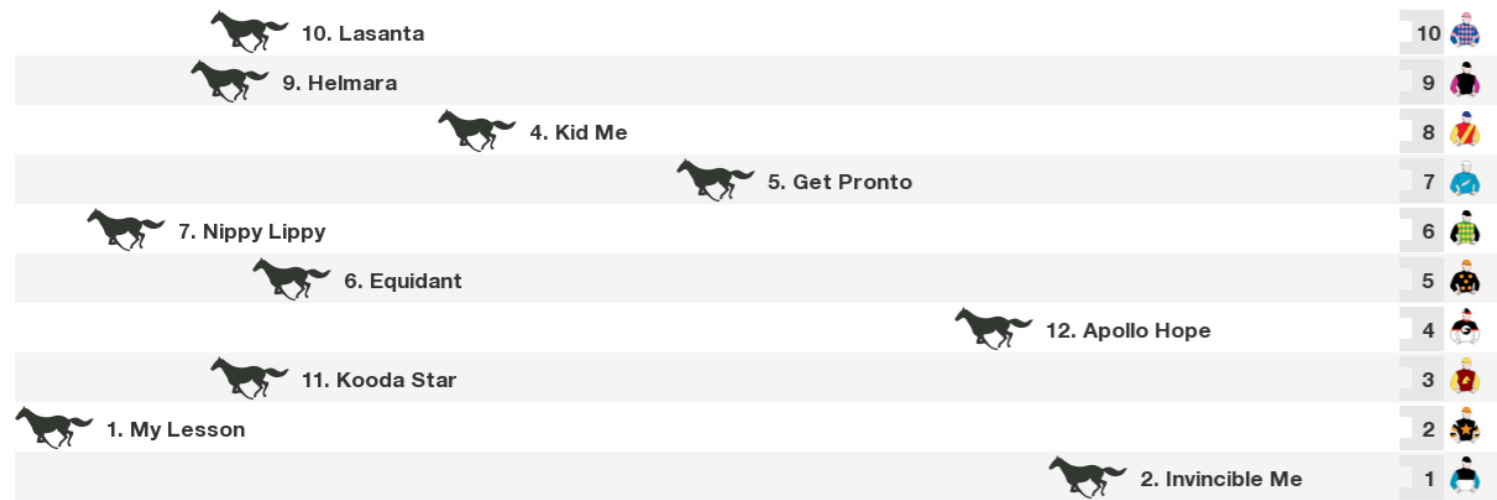 10. Lasanta 10
9. Helmara 9
4. Kid Me 8
5. Get Pronto 7
7. Nippy Lippy 6
6. Equidant 5
12. Apollo Hope 4
11. Kooda Star 3
1. My Lesson 2
2. Invincible Me 1